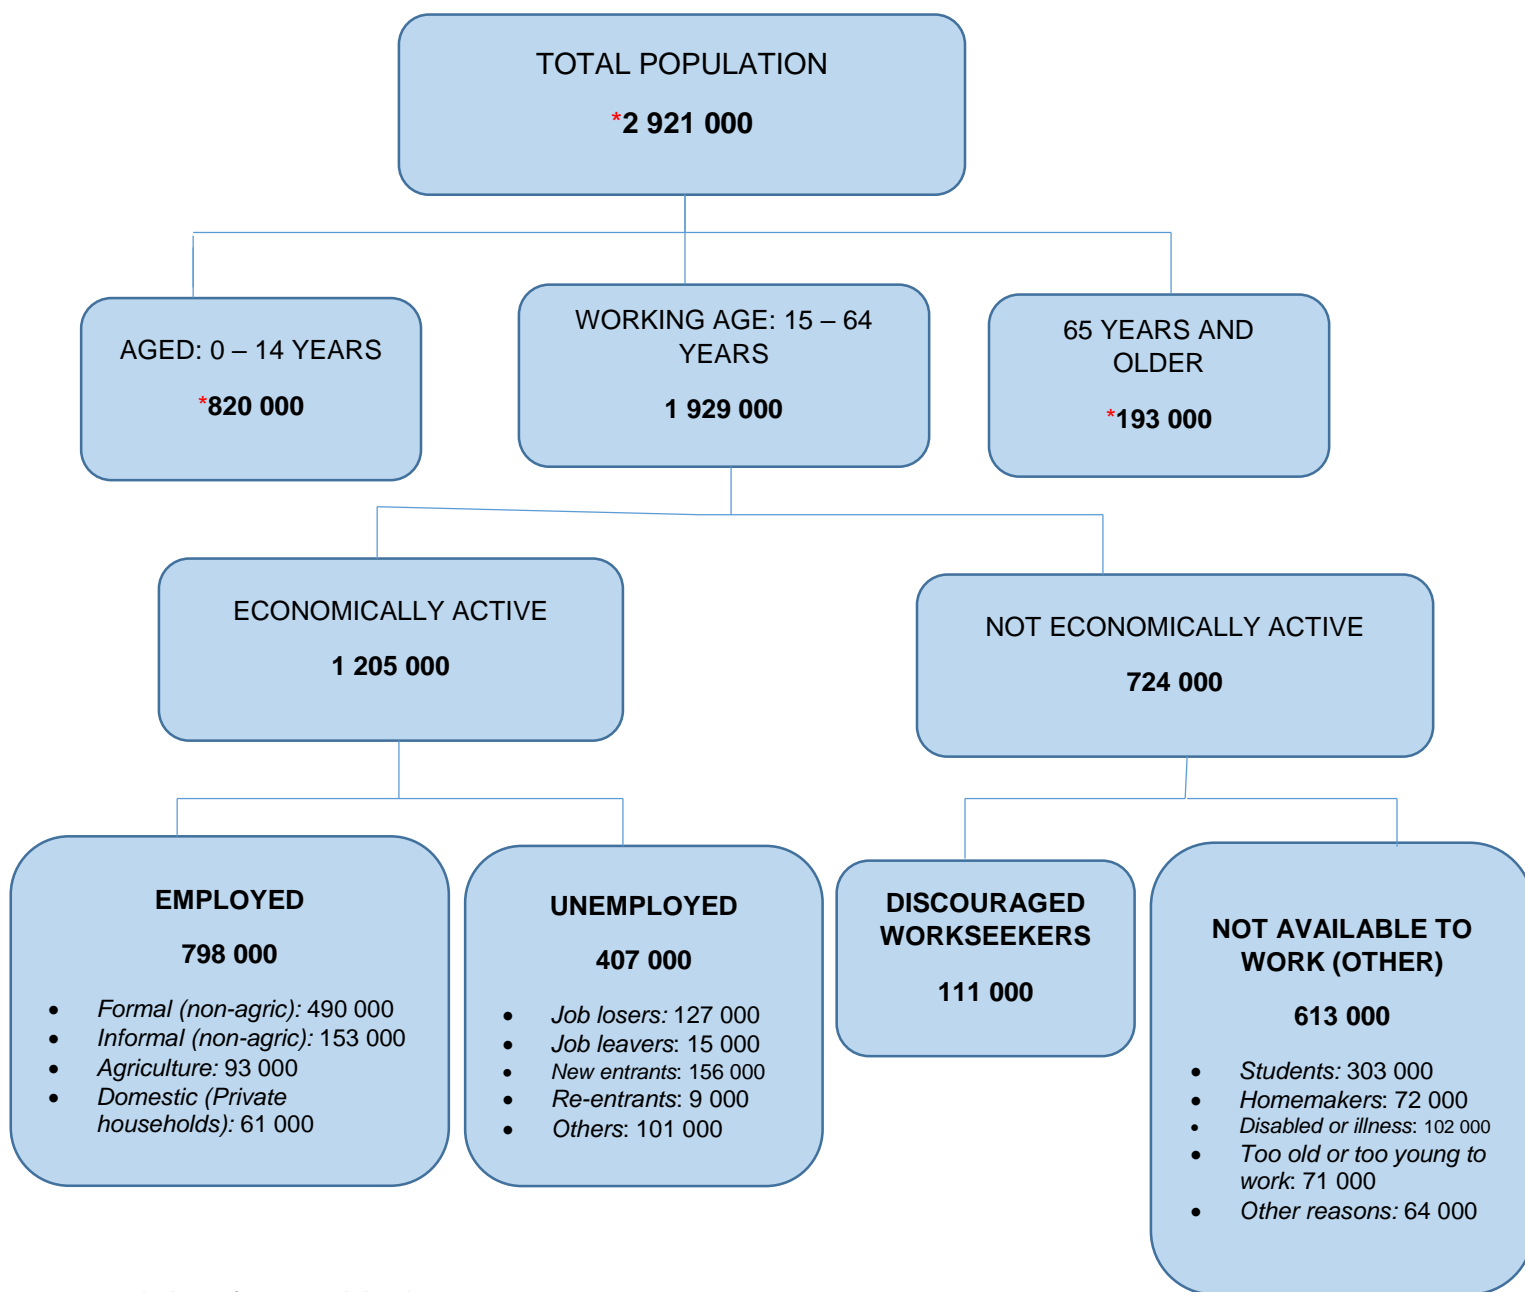 TOTAL POPULATION
*2 921 000
AGED: 0 – 14 YEARS
*820 000
WORKING AGE: 15 – 64
YEARS
1 929 000
65 YEARS AND
OLDER
*193 000
ECONOMICALLY ACTIVE
1 205 000
NOT ECONOMICALLY ACTIVE
724 000
EMPLOYED
798 000
• Formal (non-agric): 490 000
• Informal (non-agric): 153 000
• Agriculture: 93 000
• Domestic (Private
households): 61 000
UNEMPLOYED
407 000
• Job losers: 127 000
• Job leavers: 15 000
• New entrants: 156 000
• Re-entrants: 9 000
• Others: 101 000
DISCOURAGED
WORKSEEKERS
111 000
NOT AVAILABLE TO
WORK (OTHER)
613 000
• Students: 303 000
• Homemakers: 72 000
• Disabled or illness: 102 000
• Too old or too young to
work: 71 000
• Other reasons: 64 000